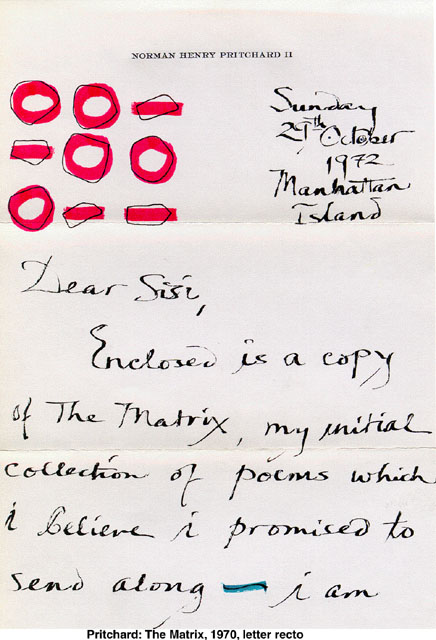 NORMAN HENRY PRITCHARD II
Sunday
29th October
1972
Manhattan
Island
Dear Sisi,
Enclosed is a copy
of The Matrix, my initial
collection of poems which
i believe i promised to
send along — i am
Pritchard: The Matrix, 1970, letter recto